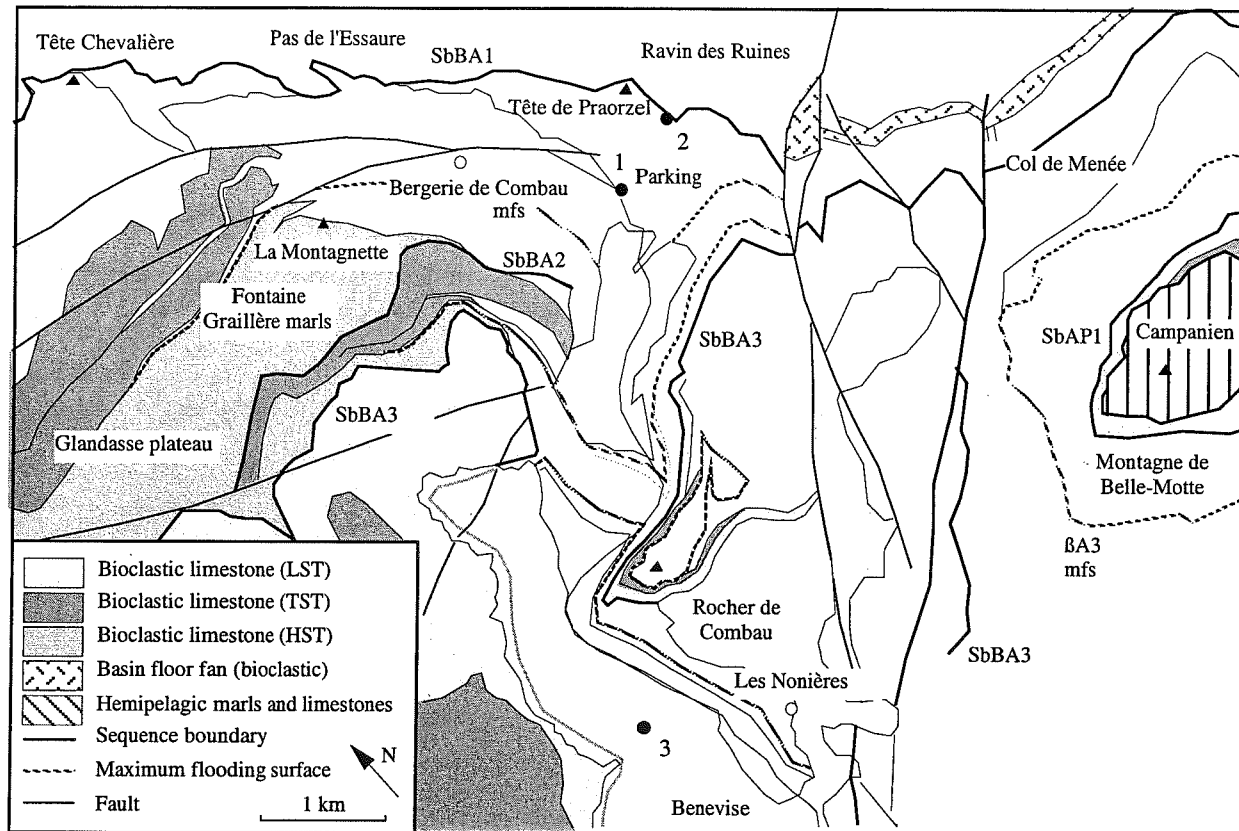 Tête Chevalière
Pas de l'Essaure
SbBA1
Ravin des Ruines
Tête de Praorzel
2
1
Parking
Col de Menée
Bergerie de Combau
mfs
La Montagnette
SbBA2
Fontaine
Graillère marls
SbBA3
SbAP1
Campanien
SbBA3
Glandasse plateau
Montagne de
Belle-Motte
ßA3
mfs
Rocher de
Combau
SbBA3
Les Nonières
3
Benevise
Bioclastic limestone (LST)
Bioclastic limestone (TST)
Bioclastic limestone (HST)
Basin floor fan (bioclastic)
Hemipelagic marls and limestones
Sequence boundary
Maximum flooding surface
Fault
N
1 km